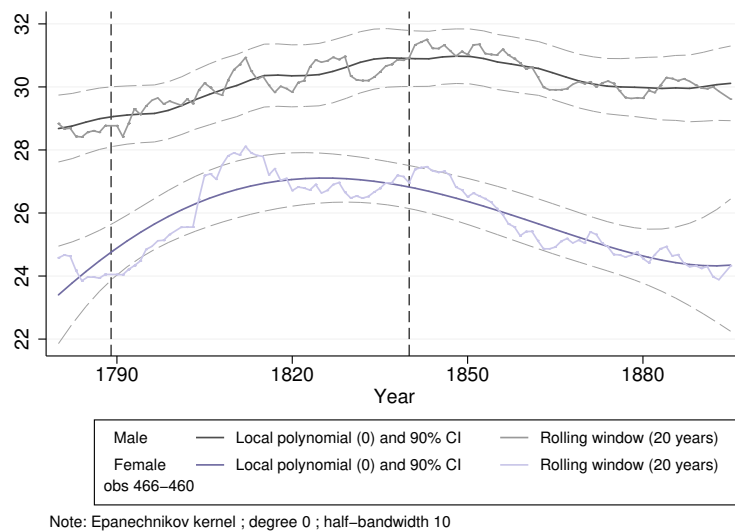 32
30
28
26
24
22
1790 1820 1850 1880
Year
Male Local polynomial (0) and 90% CI Rolling window (20 years)
Female Local polynomial (0) and 90% CI Rolling window (20 years)
obs 466−460
Note: Epanechnikov kernel ; degree 0 ; half−bandwidth 10